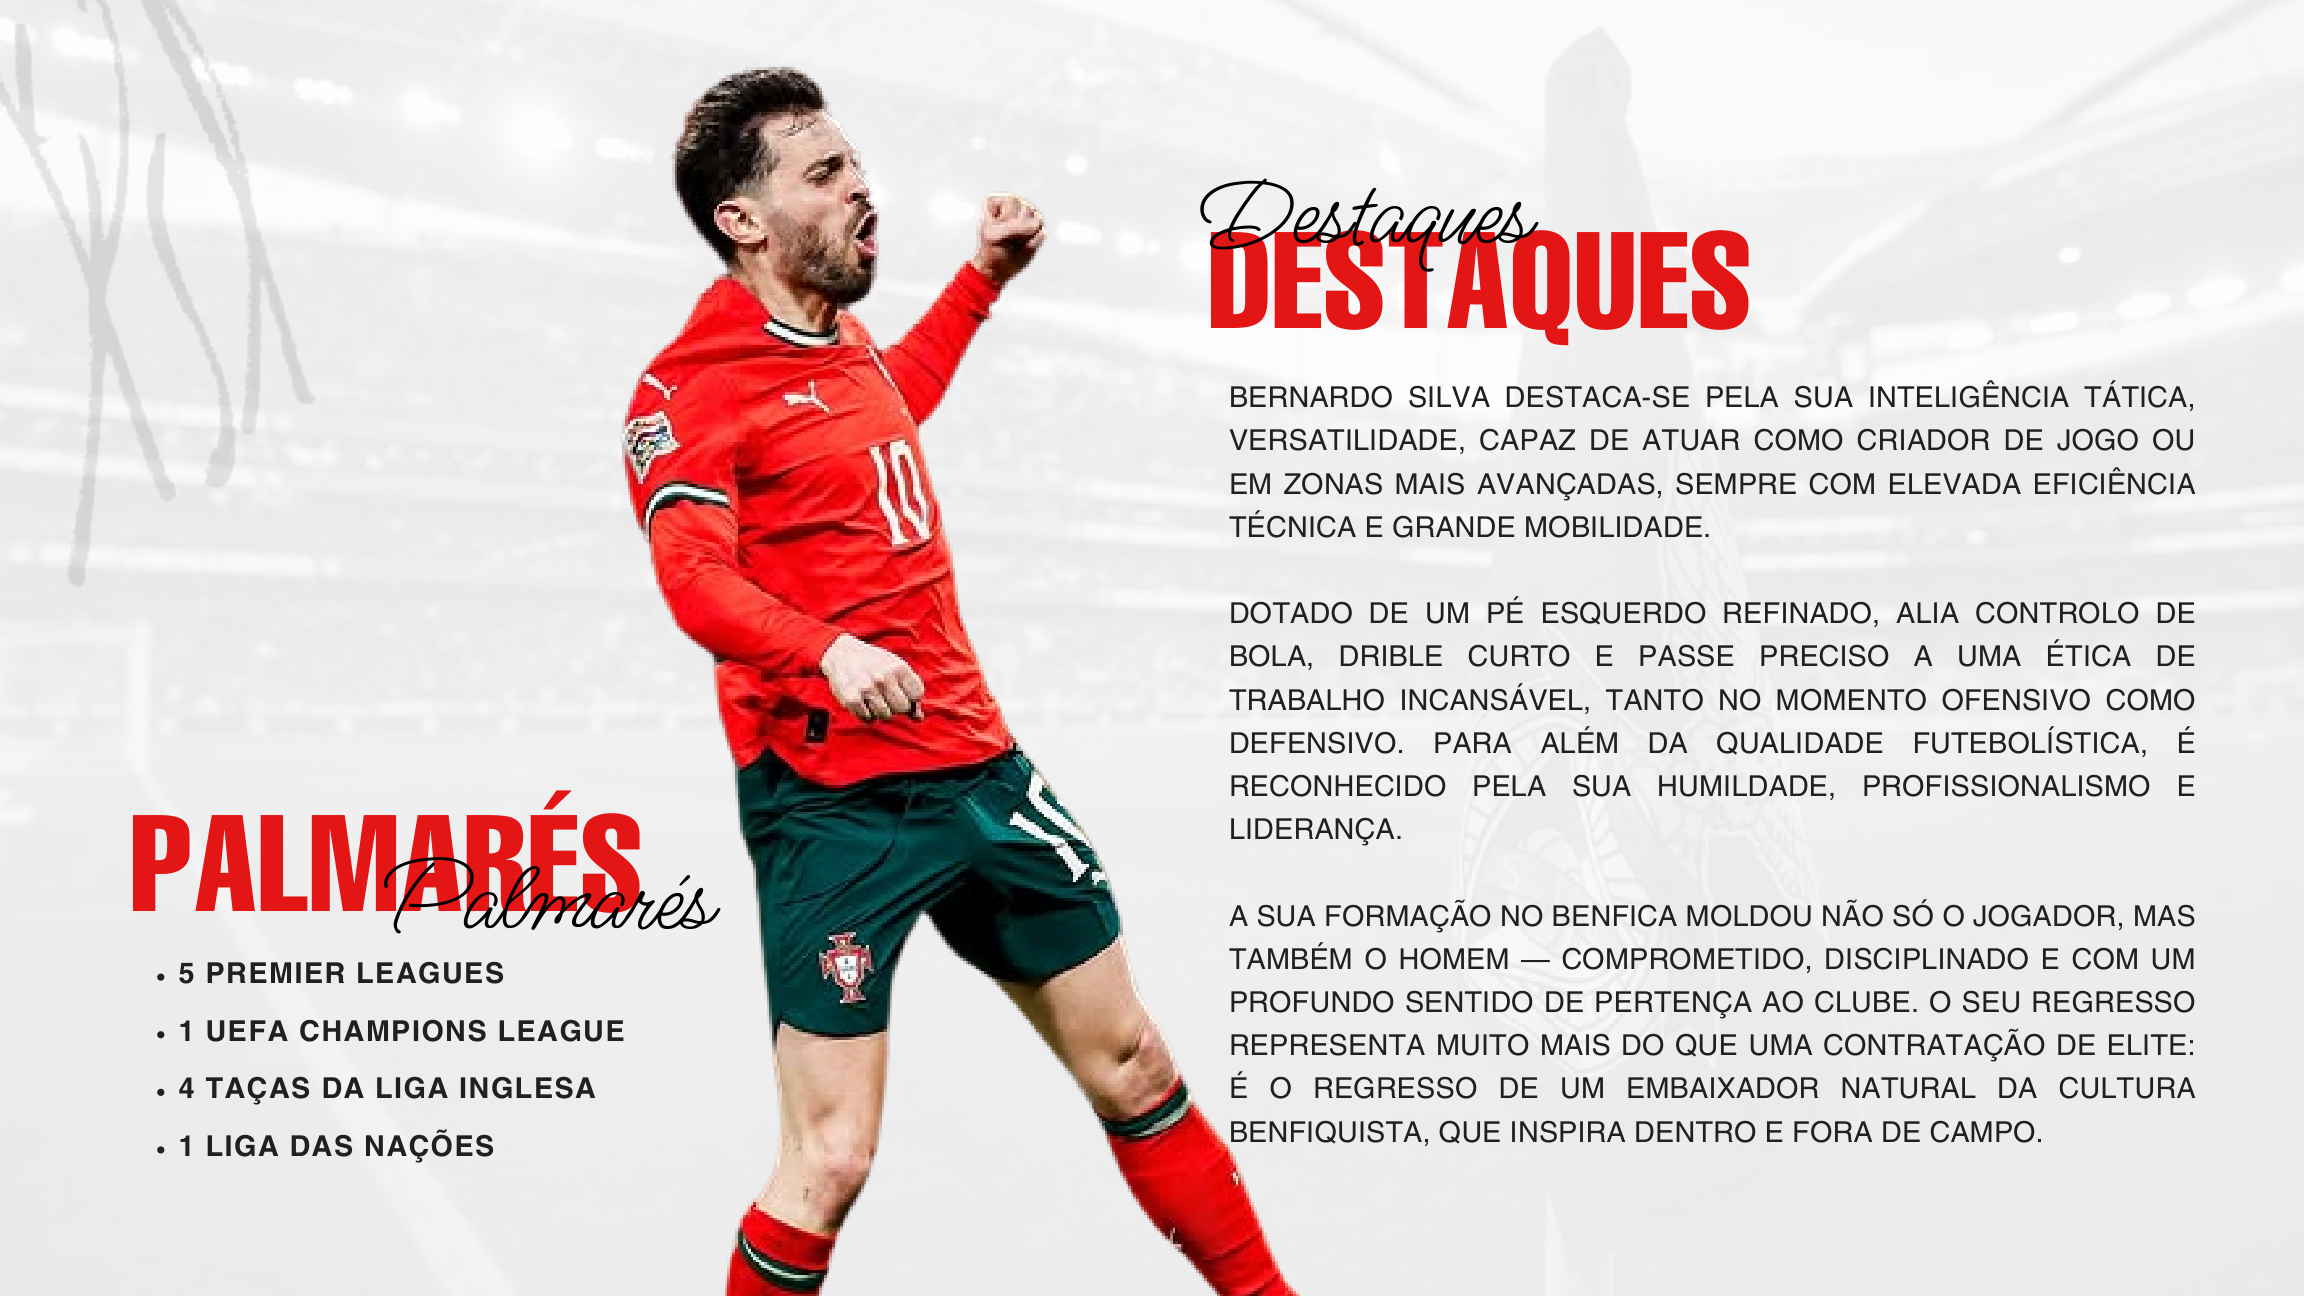 Destaques
DESTAQUES
BERNARDO SILVA DESTACA-SE PELA SUA INTELIGÊNCIA TÁTICA,
VERSATILIDADE, CAPAZ DE ATUAR COMO CRIADOR DE JOGO OU
EM ZONAS MAIS AVANÇADAS, SEMPRE COM ELEVADA EFICIÊNCIA
TÉCNICA E GRANDE MOBILIDADE.
DOTADO DE UM PÉ ESQUERDO REFINADO, ALIA CONTROLO DE
BOLA, DRIBLE CURTO E PASSE PRECISO A UMA ÉTICA DE
TRABALHO INCANSÁVEL, TANTO NO MOMENTO OFENSIVO COMO
DEFENSIVO. PARA ALÉM DA QUALIDADE FUTEBOLÍSTICA, É
RECONHECIDO PELA SUA HUMILDADE, PROFISSIONALISMO E
LIDERANÇA.
A SUA FORMAÇÃO NO BENFICA MOLDOU NÃO SÓ O JOGADOR, MAS
TAMBÉM O HOMEM — COMPROMETIDO, DISCIPLINADO E COM UM
PROFUNDO SENTIDO DE PERTENÇA AO CLUBE. O SEU REGRESSO
REPRESENTA MUITO MAIS DO QUE UMA CONTRATAÇÃO DE ELITE:
É O REGRESSO DE UM EMBAIXADOR NATURAL DA CULTURA
BENFIQUISTA, QUE INSPIRA DENTRO E FORA DE CAMPO.
10
10
PALMARÉS
Palmarés
• 5 PREMIER LEAGUES
• 1 UEFA CHAMPIONS LEAGUE
• 4 TAÇAS DA LIGA INGLESA
• 1 LIGA DAS NAÇÕES